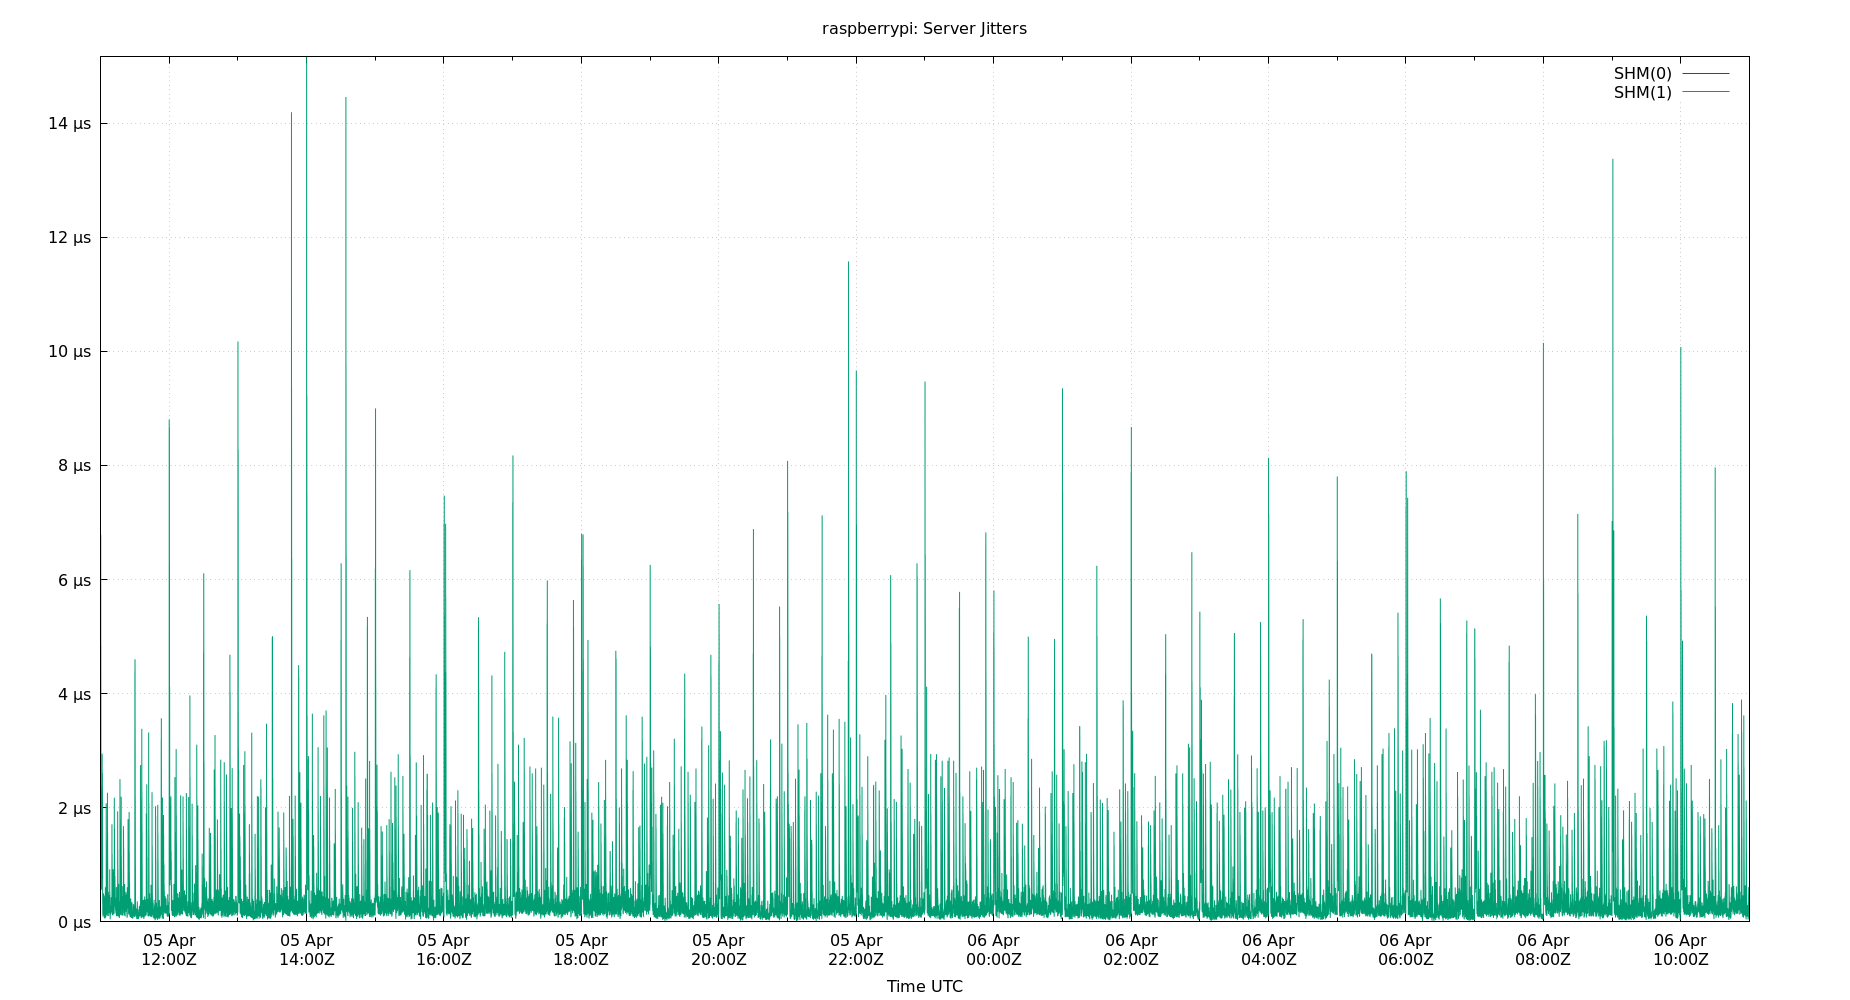 raspberrypi: Server Jitters
SHM(0)
SHM(1)
14 µs
12 µs
10 µs
8 µs
6 µs
4 µs
2 µs
0 µs
05 Apr 05 Apr 05 Apr 05 Apr 05 Apr 05 Apr 06 Apr 06 Apr 06 Apr 06 Apr 06 Apr 06 Apr
12:00Z 14:00Z 16:00Z 18:00Z 20:00Z 22:00Z 00:00Z 02:00Z 04:00Z 06:00Z 08:00Z 10:00Z
Time UTC